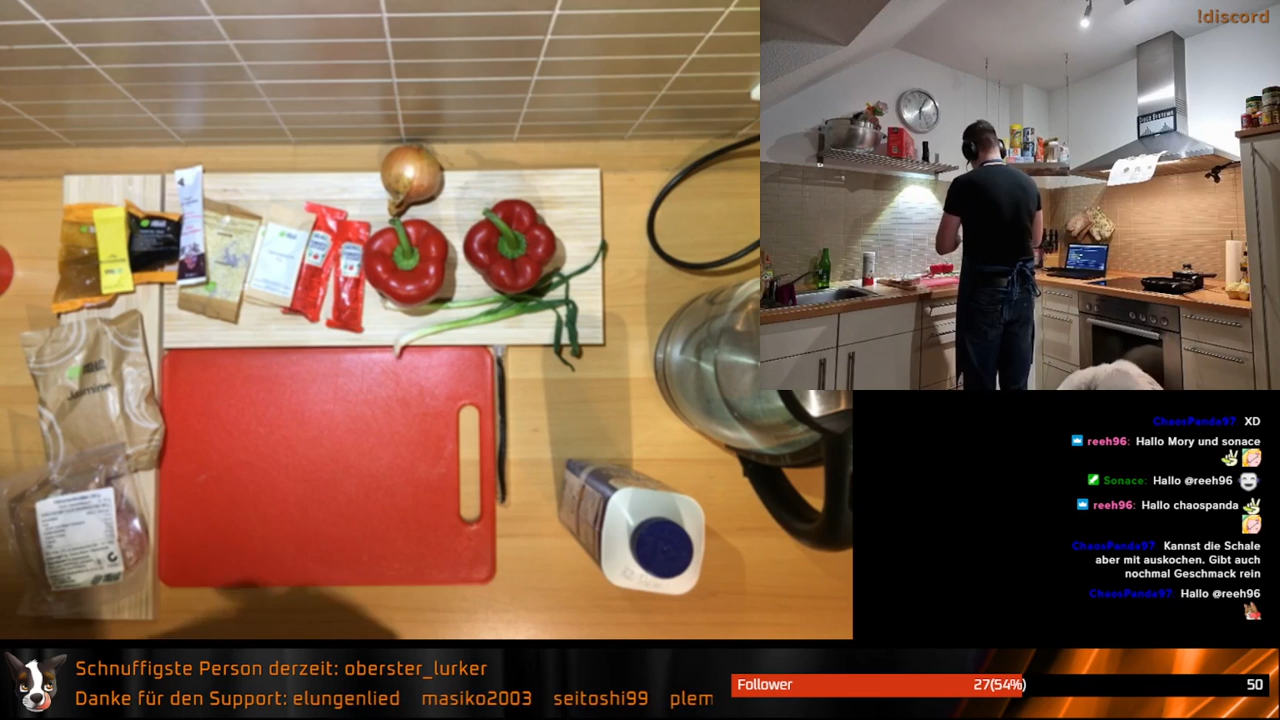 !discord
Jasmine
ChaosPanda97: XD
reeh96: Hallo Mory und sonace
Sonace: Hallo @reeh96
reeh96: Hallo chaospanda
ChaosPanda97: Kannst die Schale
aber mit auskochen. Gibt auch
nochmal Geschmack rein
ChaosPanda97: Hallo @reeh96
Schnuffigste Person derzeit: oberster_lurker
Danke für den Support: elungenlied masiko2003 seitoshi99 plem
Follower 27(54%) 50